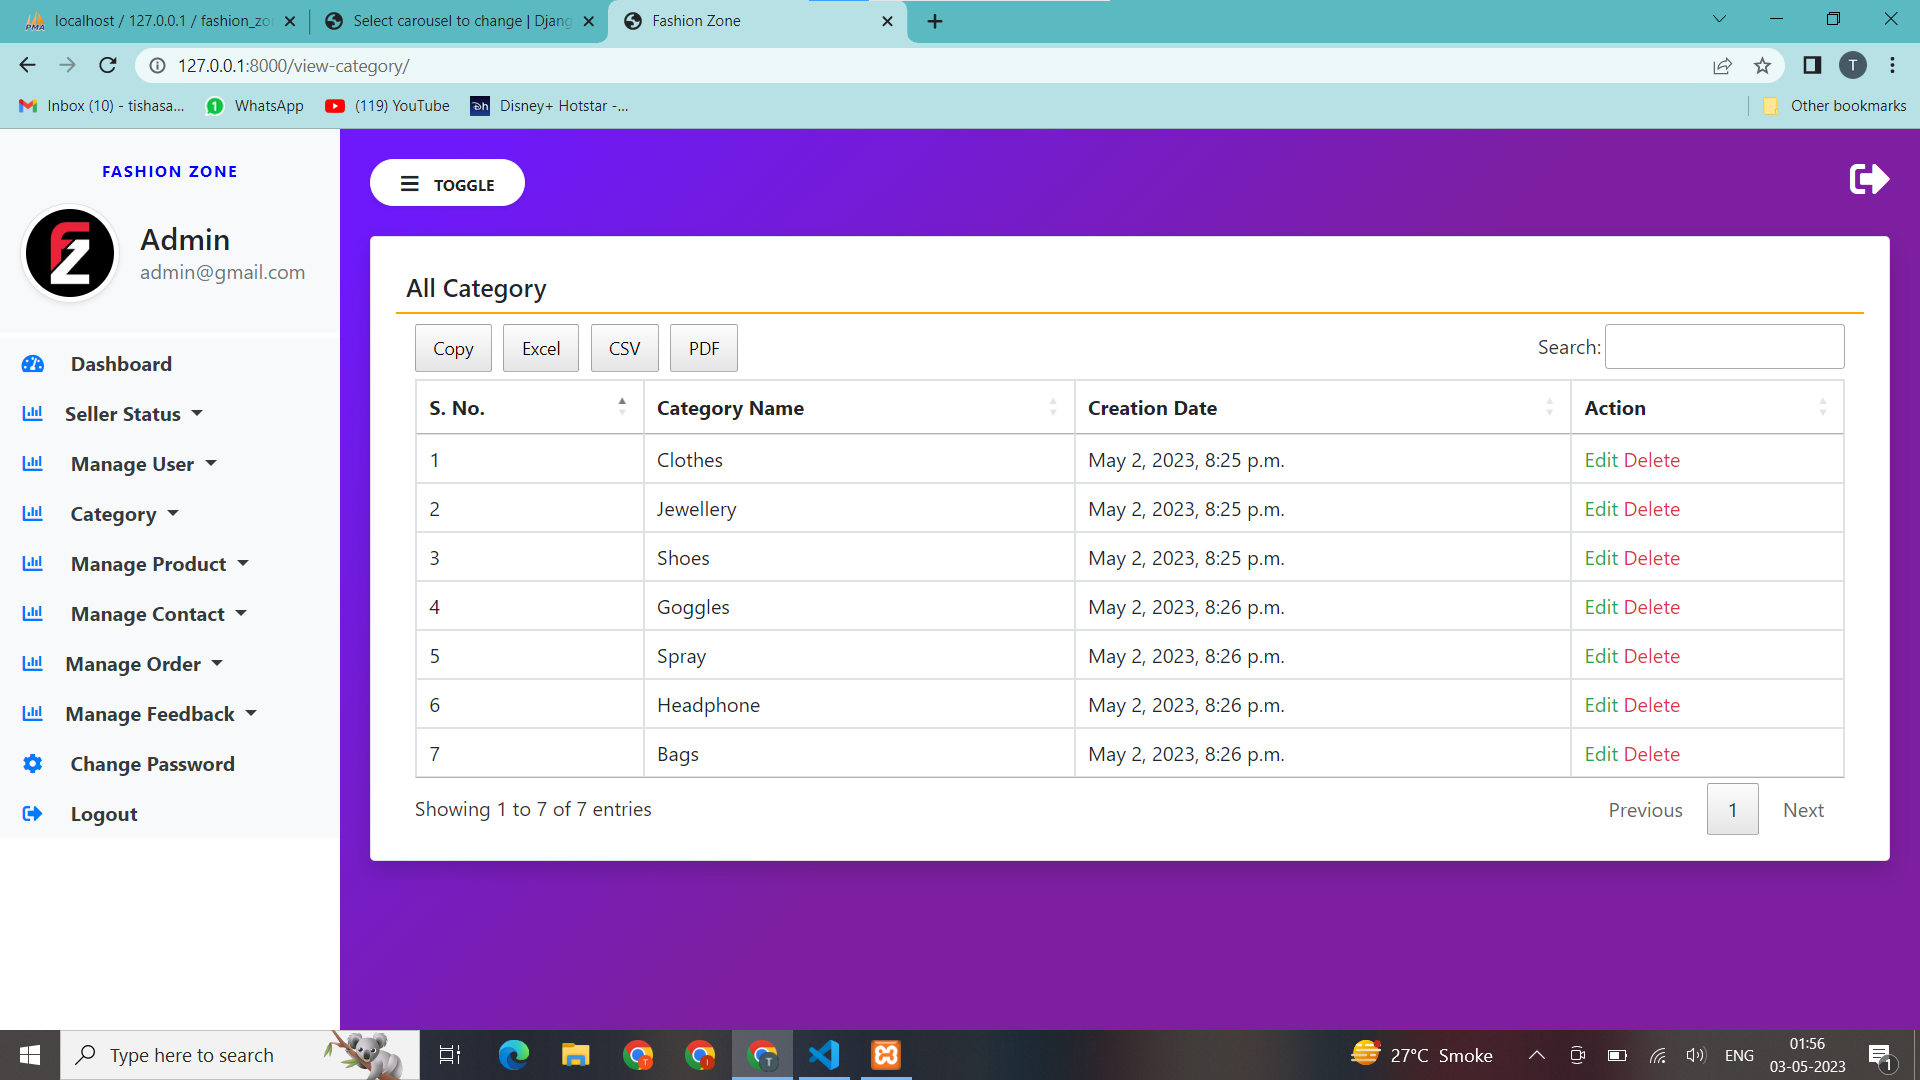 localhost / 127.0.0.1 / fashion_zo
Select carousel to change | Djang
Fashion Zone
127.0.0.1:8000/view-category/
T
Inbox (10) - tishasa...
WhatsApp
(119) YouTube
Disney+ Hotstar -...
Other bookmarks
FASHION ZONE
Admin
admin@gmail.com
Dashboard
Seller Status
Manage User
Category
Manage Product
Manage Contact
Manage Order
Manage Feedback
Change Password
Logout
TOGGLE
All Category
Copy Excel CSV PDF Search:
S. No. Category Name Creation Date Action
1 Clothes May 2, 2023, 8:25 p.m. Edit Delete
2 Jewellery May 2, 2023, 8:25 p.m. Edit Delete
3 Shoes May 2, 2023, 8:25 p.m. Edit Delete
4 Goggles May 2, 2023, 8:26 p.m. Edit Delete
5 Spray May 2, 2023, 8:26 p.m. Edit Delete
6 Headphone May 2, 2023, 8:26 p.m. Edit Delete
7 Bags May 2, 2023, 8:26 p.m. Edit Delete
Showing 1 to 7 of 7 entries Previous 1 Next
Type here to search
27°C Smoke
ENG
01:56
03-05-2023
1